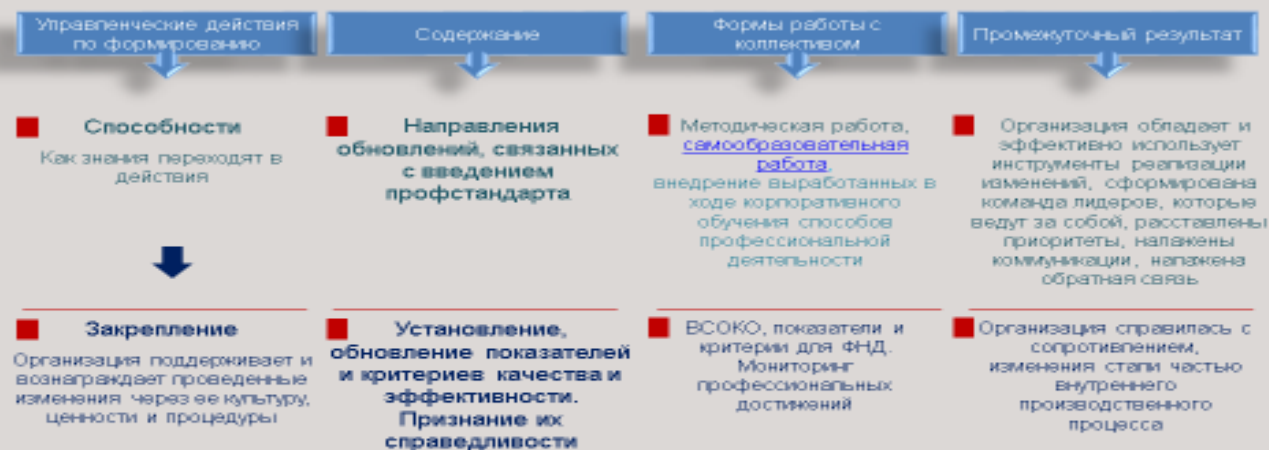 Управленческие действия
по формированию
Содержание
Формы работы с
коллективом
Промежуточный результат
Способности
Как знания переходят в
действия
Направления
обновлений, связанных
с введением
профстандарта
Методическая работа,
самообразовательная
работа,
внедрение выработанных в
ходе корпоративного
обучения способов
профессиональной
деятельности
Организация обладает и
эффективно использует
инструменты реализации
изменений, сформирована
команда лидеров, которые
ведут за собой, расставлены
приоритеты, налажены
коммуникации, налажена
обратная связь
Закрепление
Организация поддерживает и
вознаграждает проведенные
изменения через ее культуру,
ценности и процедуры
Установление,
обновление показателей
и критериев качества и
эффективности.
Признание их
справедливости
ВСОКО, показатели и
критерии для ФНД.
Мониторинг
профессиональных
достижений
Организация справилась с
сопротивлением,
изменения стали частью
внутреннего
производственного
процесса